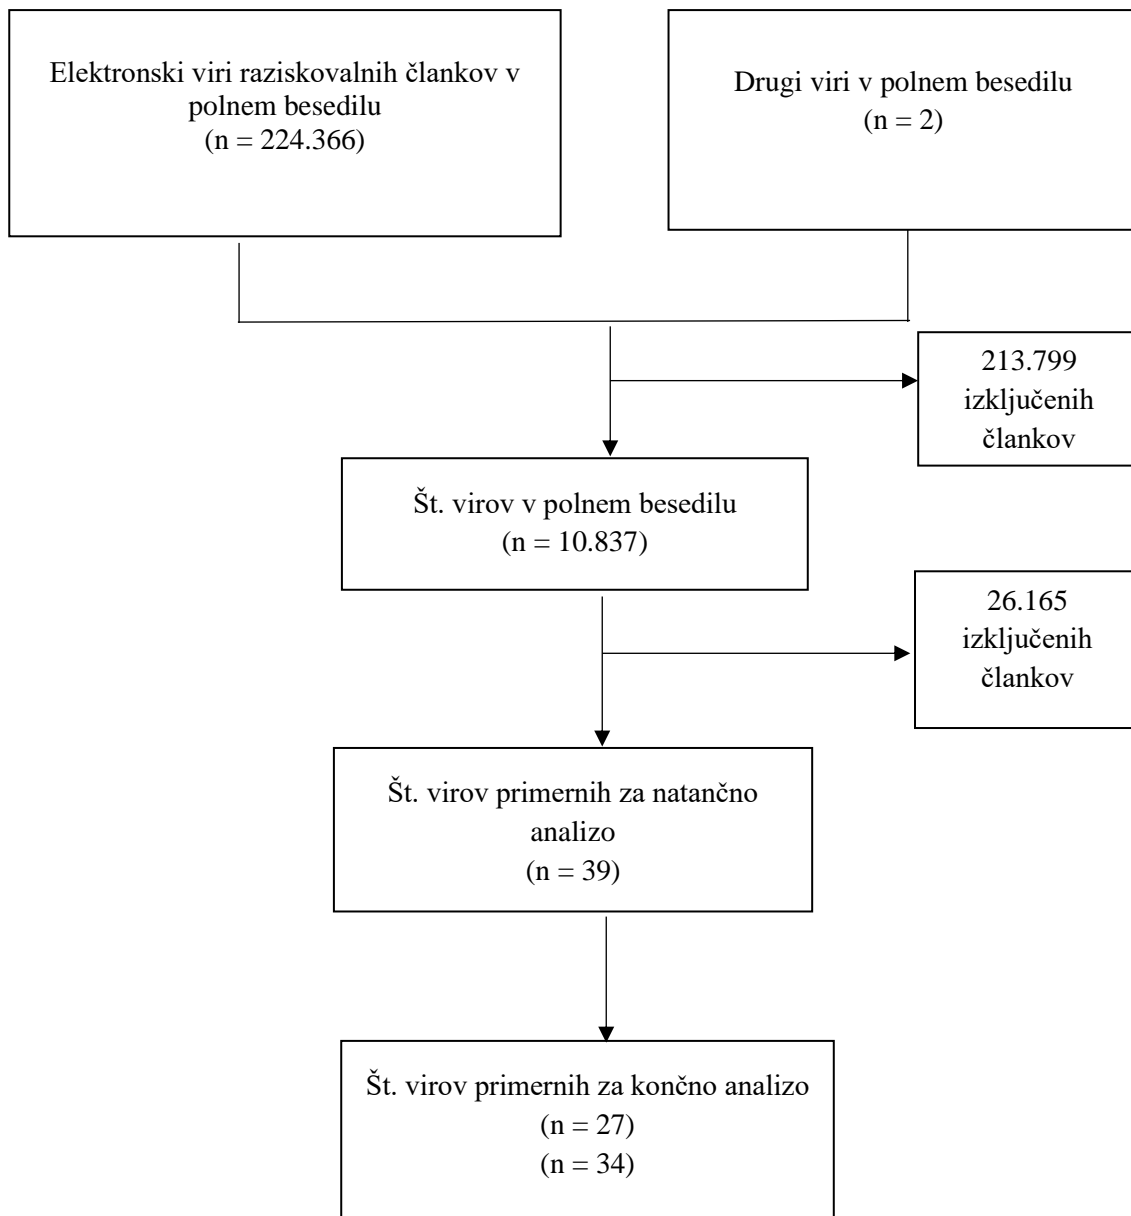 Elektronski viri raziskovalnih člankov v
polnem besedilu
(n = 224.366)
Drugi viri v polnem besedilu
(n = 2)
213.799
izključenih
člankov
Št. virov v polnem besedilu
(n = 10.837)
26.165
izključenih
člankov
Št. virov primernih za natančno
analizo
(n = 39)
Št. virov primernih za končno analizo
(n = 27)
(n = 34)